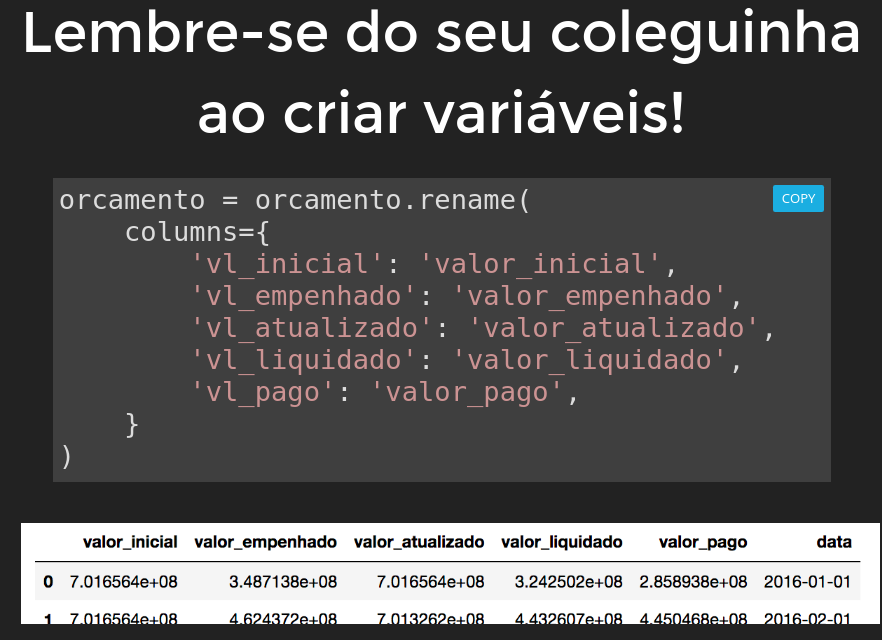 Lembre-se do seu coleguinha
ao criar variáveis!
orcamento = orcamento.rename(
COPY
    columns={
        'vl_inicial': 'valor_inicial',
        'vl_empenhado': 'valor_empenhado',
        'vl_atualizado': 'valor_atualizado',
        'vl_liquidado': 'valor_liquidado',
        'vl_pago': 'valor_pago',
    }
)
valor_inicial valor_empenhado valor_atualizado valor_liquidado valor_pago data
0 7.016564e+08 3.487138e+08 7.016564e+08 3.242502e+08 2.858938e+08 2016-01-01
1 7.016564e+08 4.624372e+08 7.013262e+08 4.432607e+08 4.450468e+08 2016-02-01